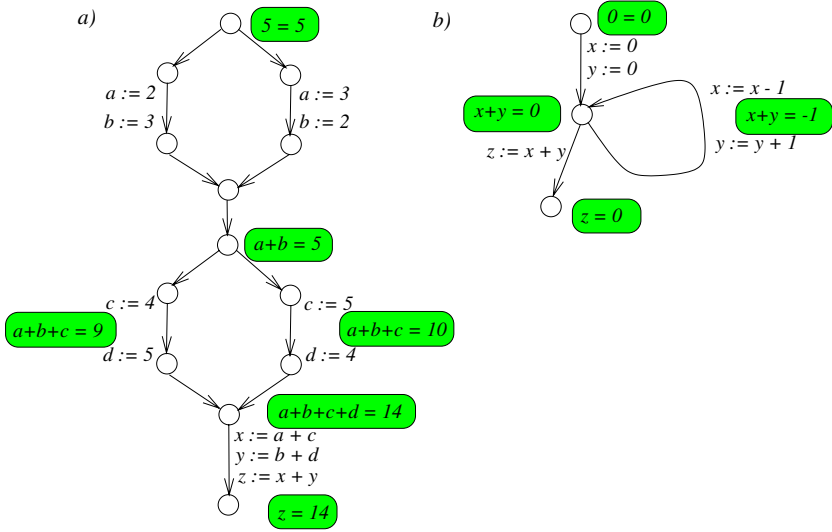 a)
5 = 5
a := 2
b := 3
a := 3
b := 2
a+b = 5
c := 4
c := 5
a+b+c = 9
a+b+c = 10
d := 5
d := 4
a+b+c+d = 14
x := a + c
y := b + d
z := x + y
z = 14
b)
0 = 0
x := 0
y := 0
x := x - 1
x+y = 0
x+y = -1
y := y + 1
z := x + y
z = 0